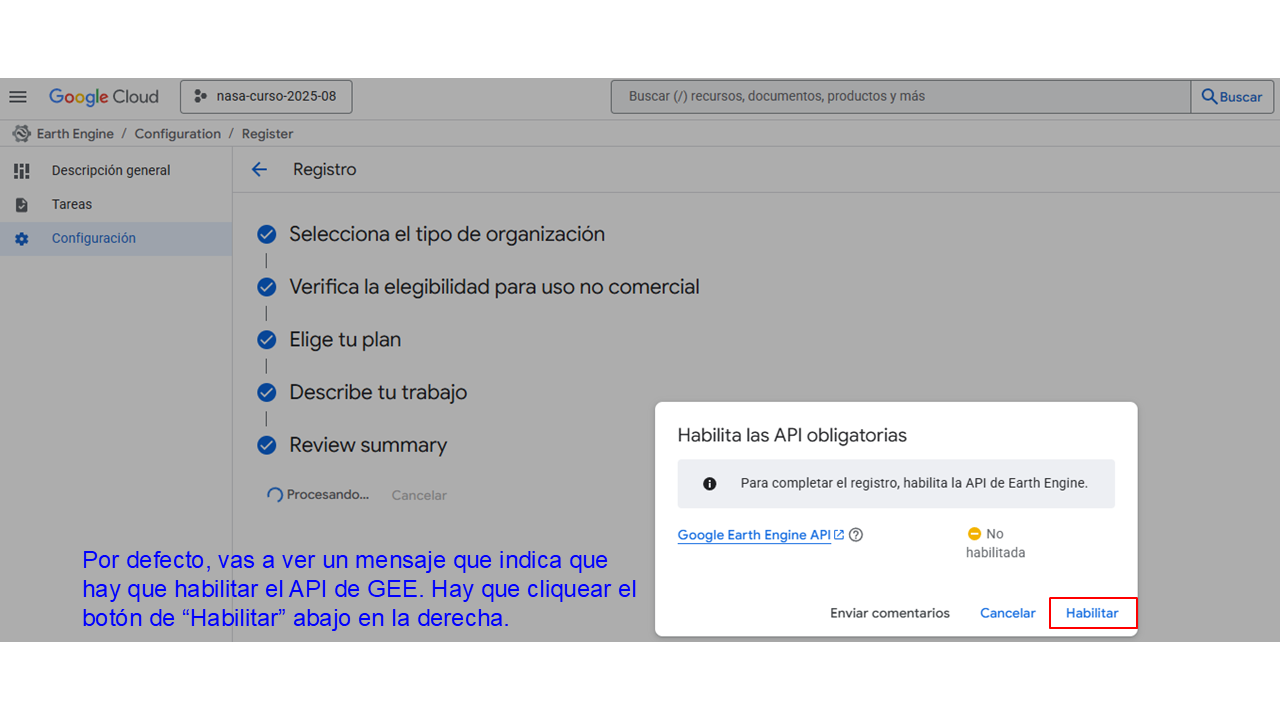 Google Cloud
nasa-curso-2025-08
Buscar (/) recursos, documentos, productos y más
Buscar
Earth Engine / Configuration / Register
Descripción general
Tareas
Configuración
Registro
Selecciona el tipo de organización
Verifica la elegibilidad para uso no comercial
Elige tu plan
Describe tu trabajo
Review summary
Procesando...
Cancelar
Habilita las API obligatorias
Para completar el registro, habilita la API de Earth Engine.
Google Earth Engine API
No
habilitada
Enviar comentarios
Cancelar
Habilitar
Por defecto, vas a ver un mensaje que indica que
hay que habilitar el API de GEE. Hay que cliquear el
botón de “Habilitar” abajo en la derecha.